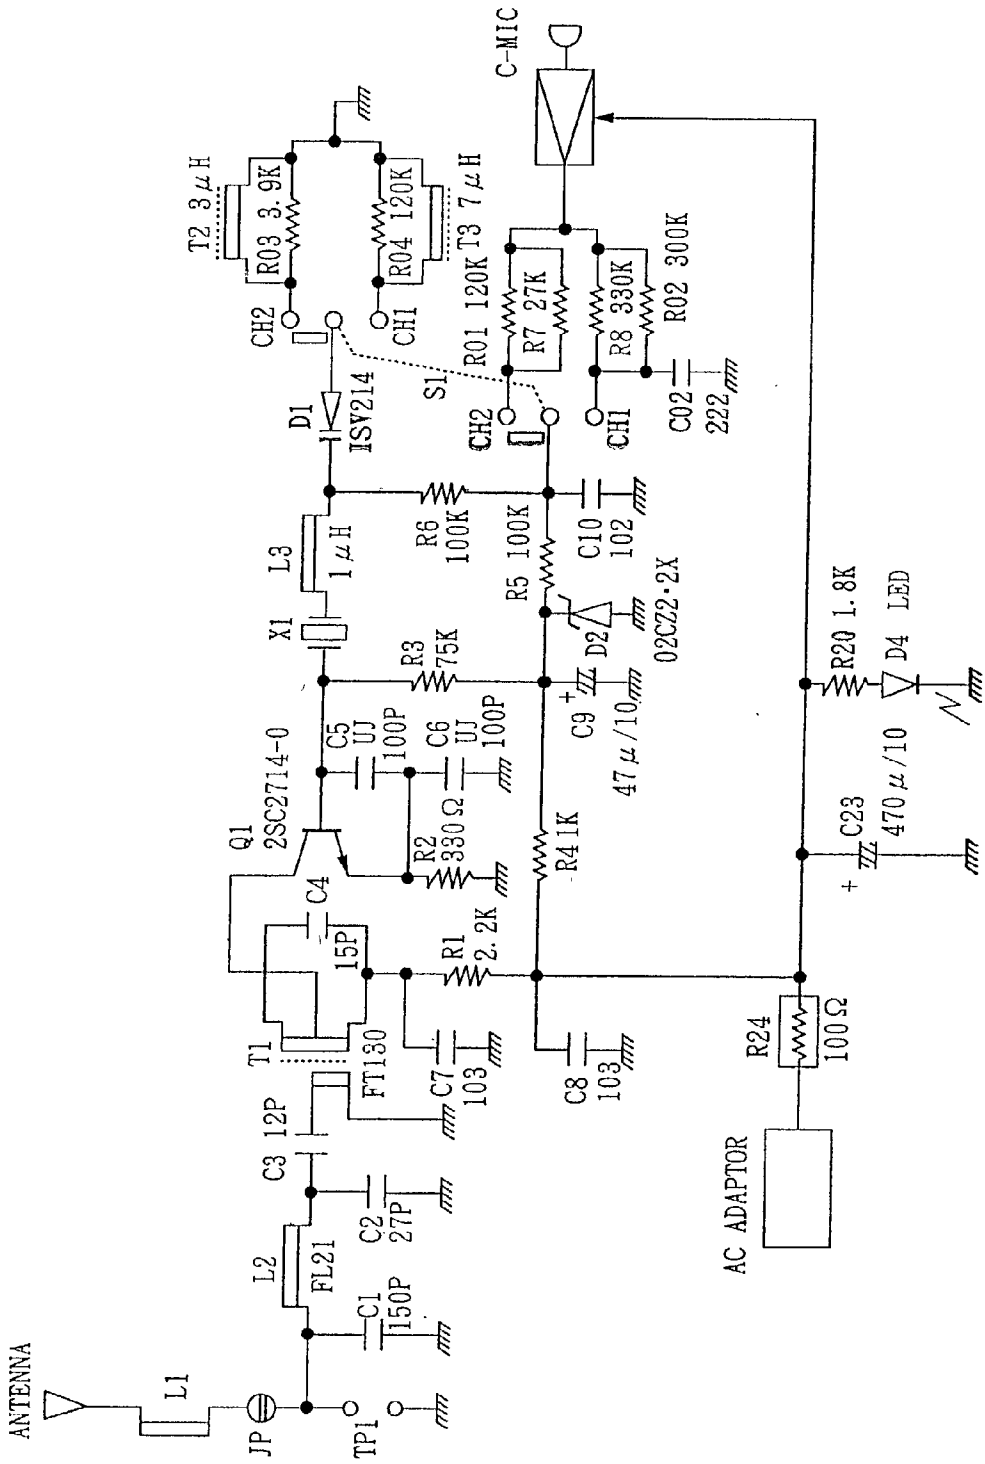 ANTENNA
L1
JP
TP1
L2
FL21
C1
150P
C2
27P
C3 12P
T1
FT130
C4
15P
C7
103
R1
2.2K
C8
103
Q1
2SC2714-O
R2
330Ω
C5
UJ
100P
C6
UJ
100P
R4 1K
X1
R3
75K
C9
+
47μ/10
L3
1μH
D2
02CZ2·2X
R5 100K
R6
100K
C10
102
D1
1SV214
S1
CH2
CH1
T2 3μH
R03 3.9K
R04 120K
T3 7μH
CH2
CH1
R01 120K
R7 27K
R8 330K
R02 300K
C02
222
C-MIC
AC ADAPTOR
R24
100Ω
C23
+
470μ/10
R20 1.8K
D4 LED